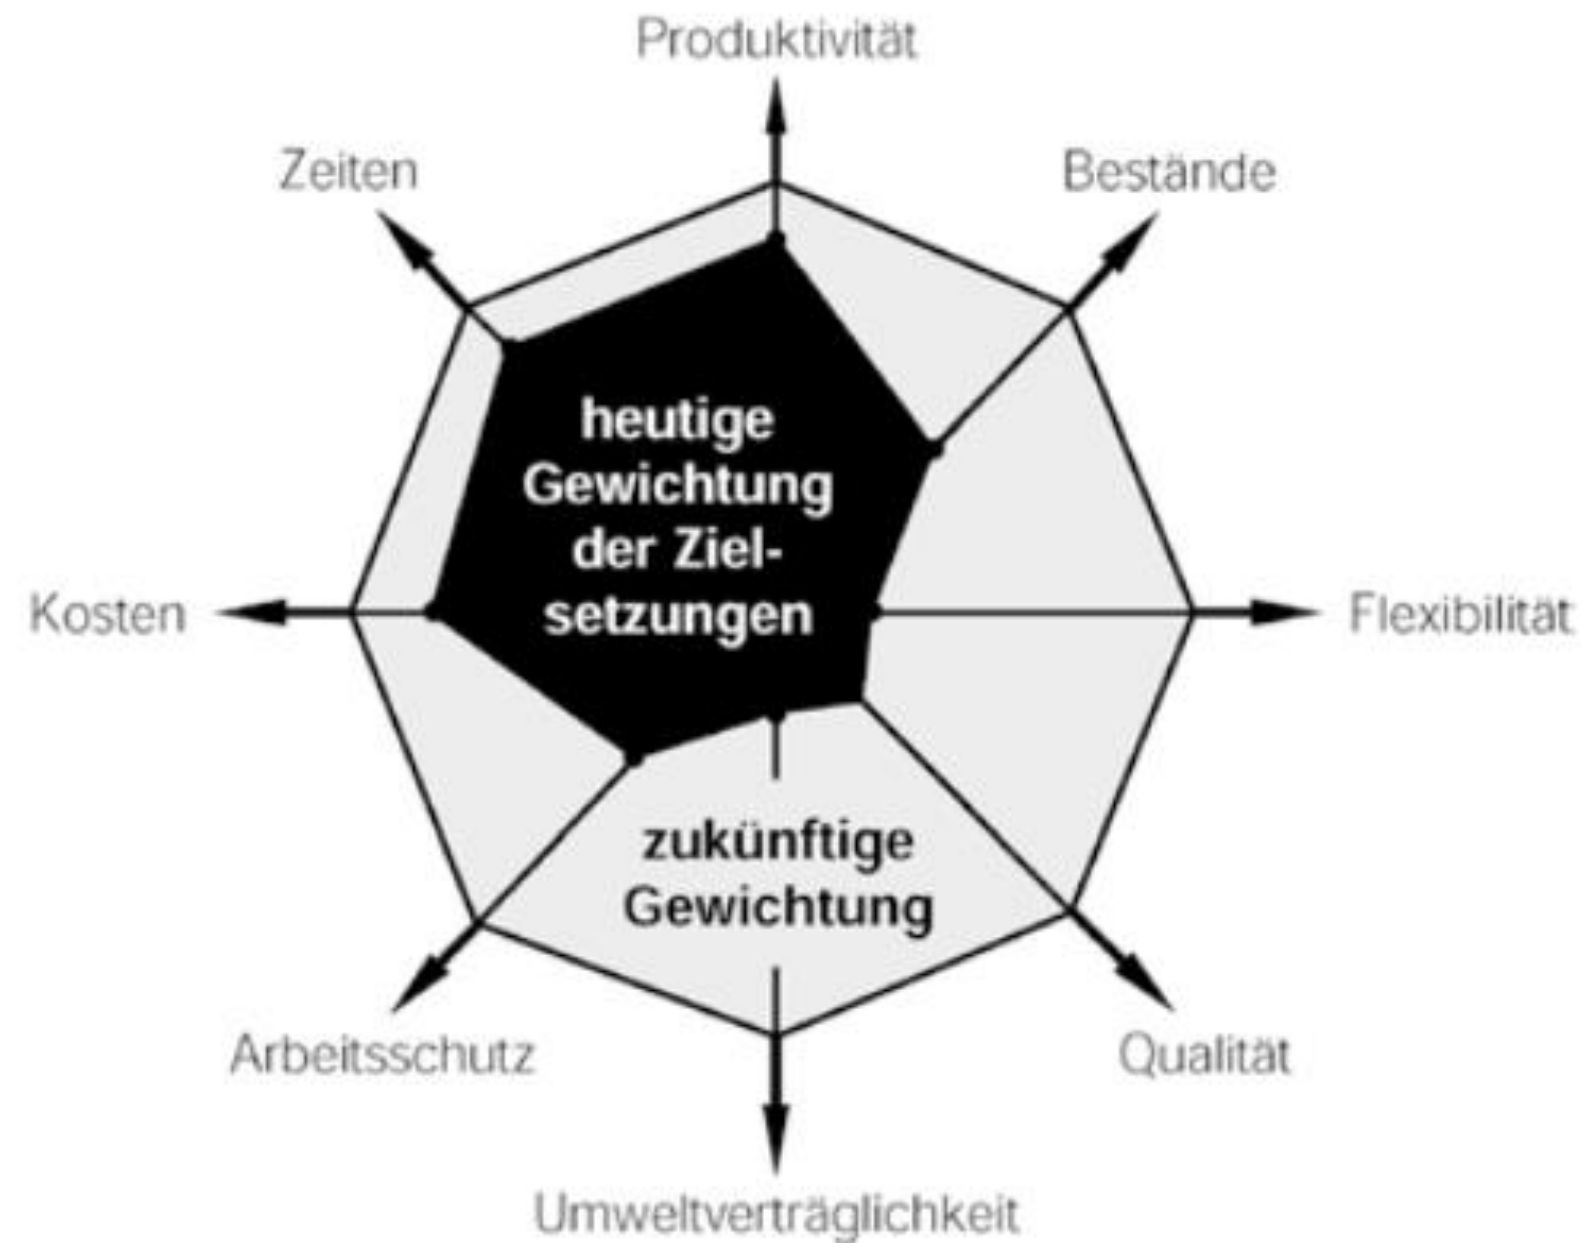 Produktivität
Zeiten
Bestände
heutige
Gewichtung
der Ziel-
setzungen
Kosten
Flexibilität
zukünftige
Gewichtung
Arbeitsschutz
Qualität
Umweltverträglichkeit